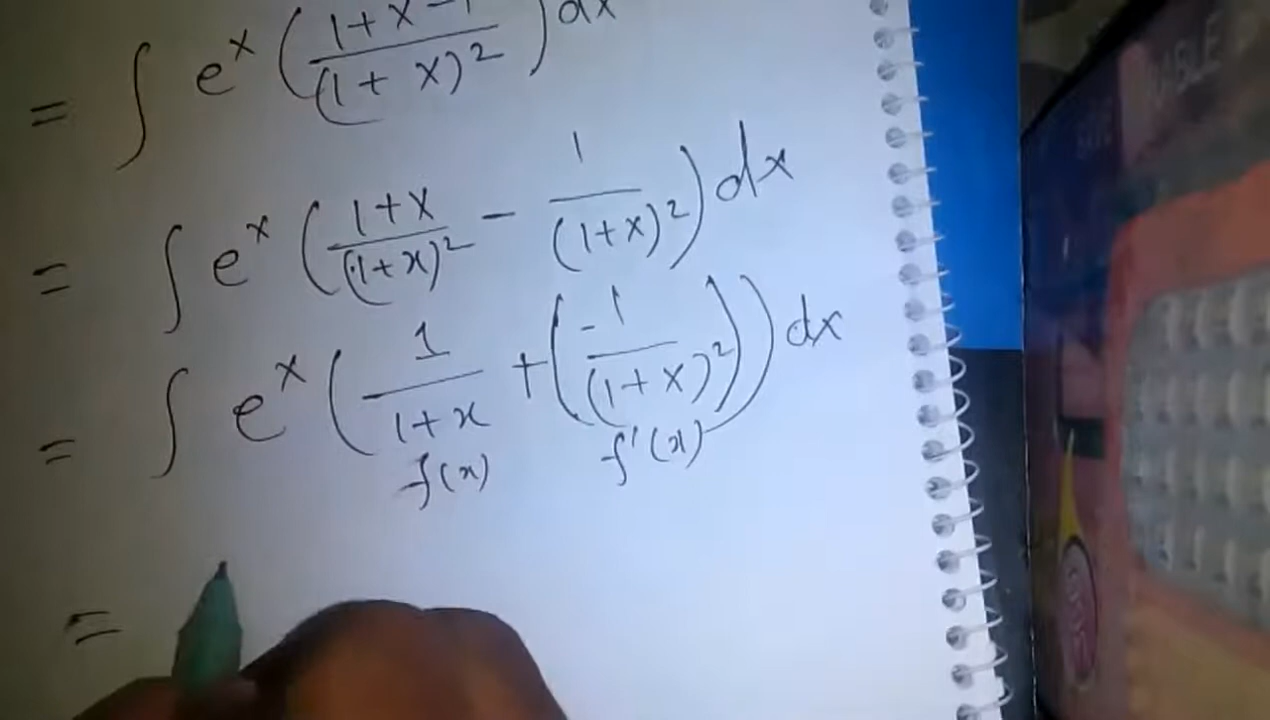 = ∫ e^x ( (1+x-1)/(1+x)^2 ) dx
= ∫ e^x ( (1+x)/(1+x)^2 - 1/(1+x)^2 ) dx
= ∫ e^x ( 1/(1+x) + ( -1/(1+x)^2 ) ) dx
f(x) f'(x)
=